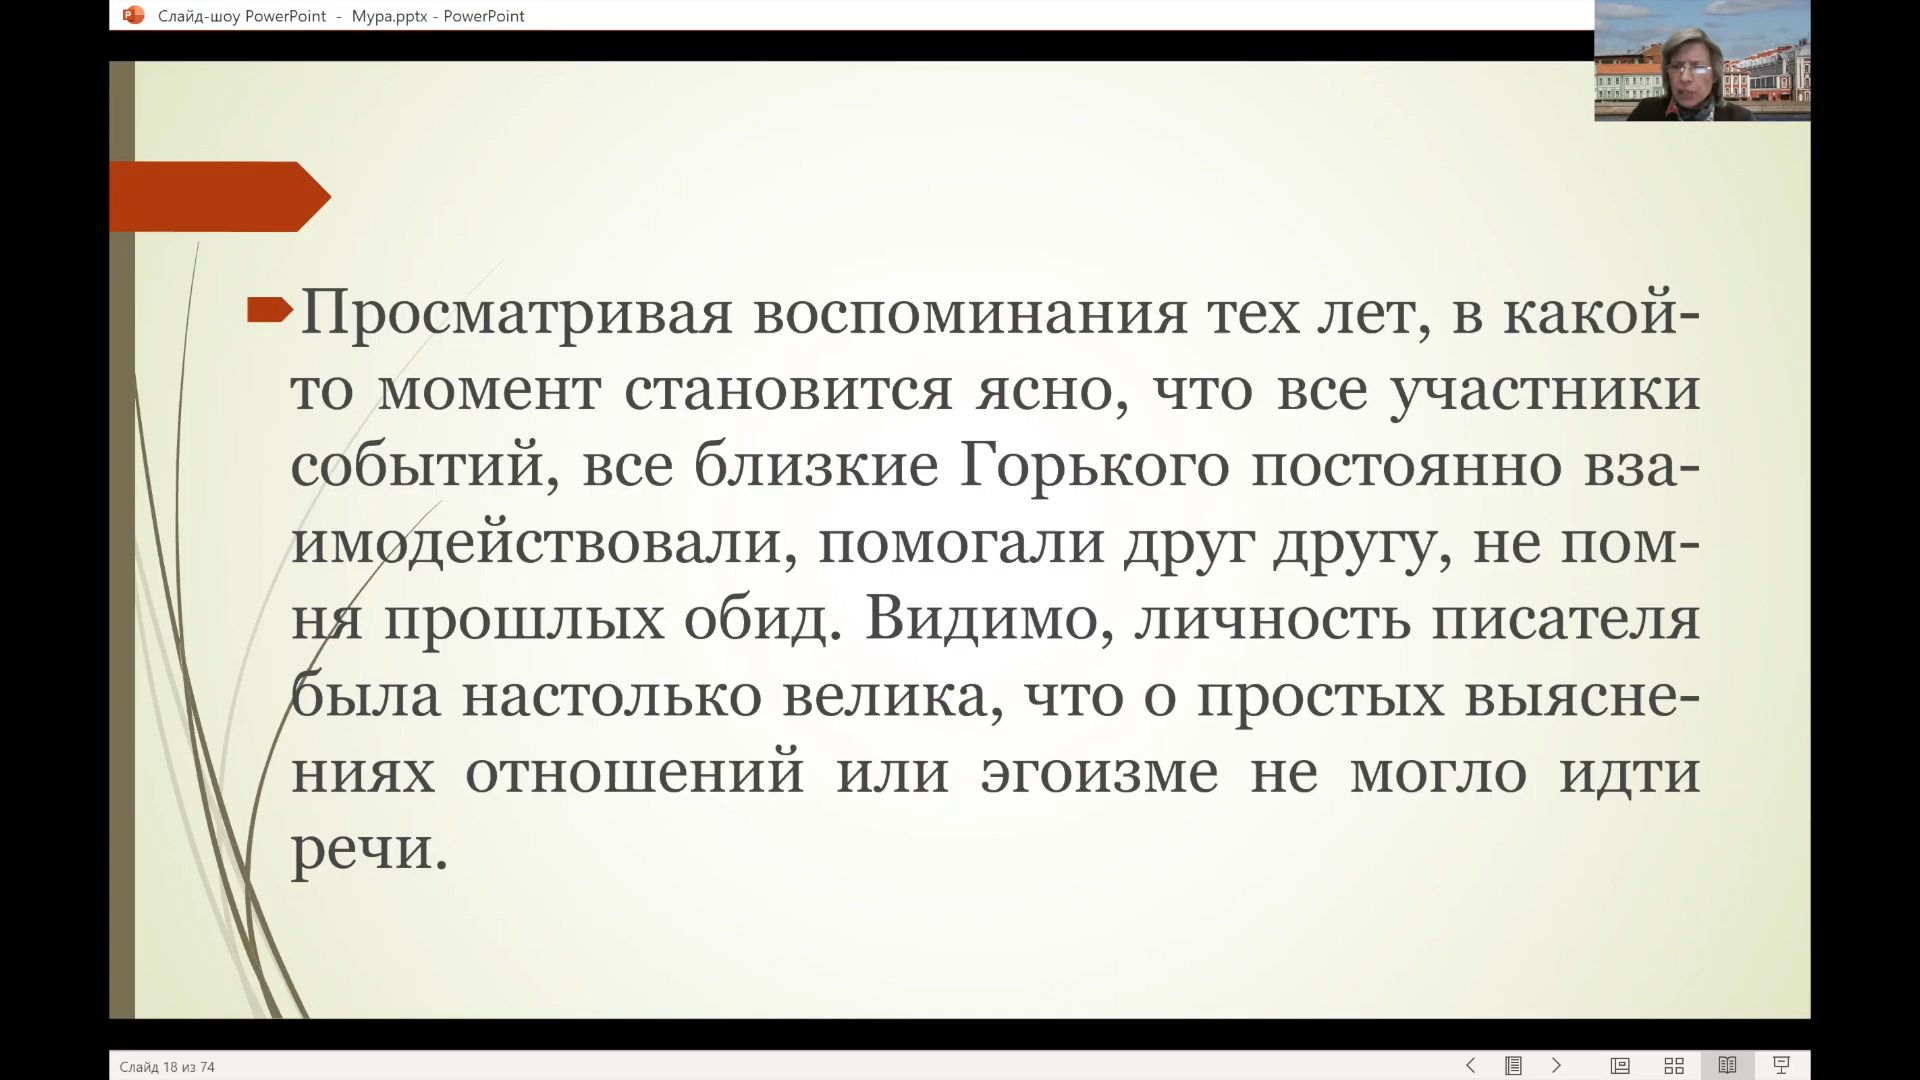 Слайд-шоу PowerPoint - Мура.pptx - PowerPoint
Просматривая воспоминания тех лет, в какой-
то момент становится ясно, что все участники
событий, все близкие Горького постоянно вза-
имодействовали, помогали друг другу, не пом-
ня прошлых обид. Видимо, личность писателя
была настолько велика, что о простых выясне-
ниях отношений или эгоизме не могло идти
речи.
Слайд 18 из 74